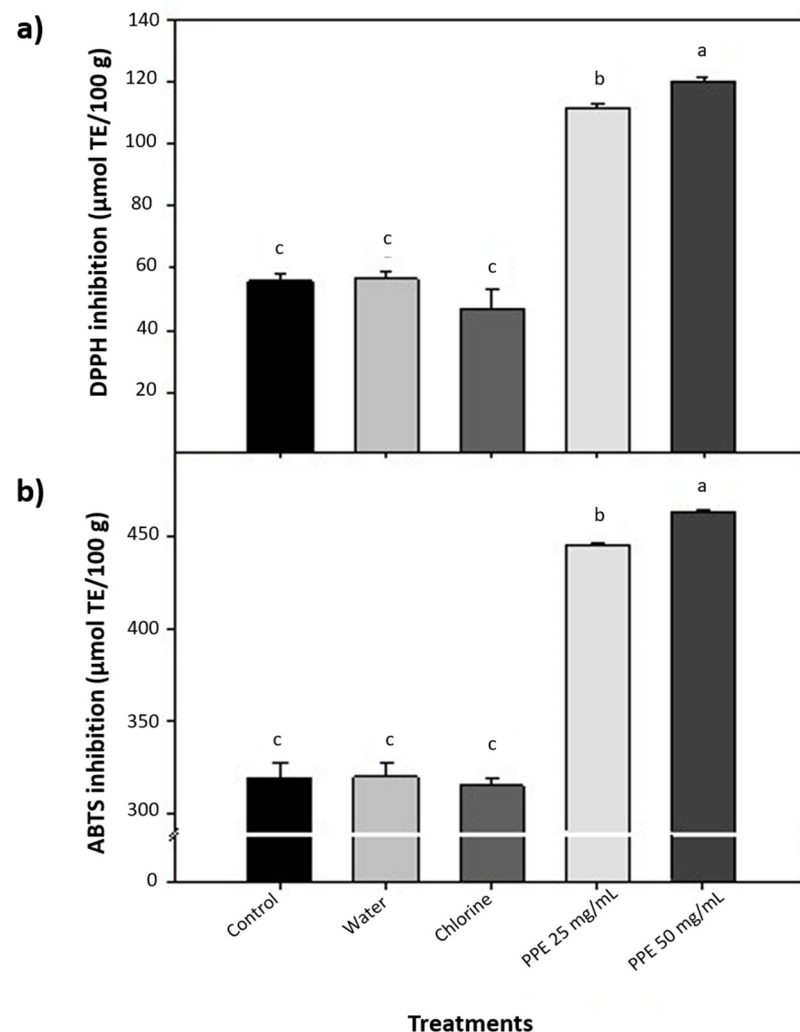 a)
DPPH inhibition (µmol TE/100 g)
140
120
100
80
60
40
20
c
c
c
b
a
b)
ABTS inhibition (µmol TE/100 g)
450
400
350
300
0
c
c
c
b
a
Control
Water
Chlorine
PPE 25 mg/mL
PPE 50 mg/mL
Treatments